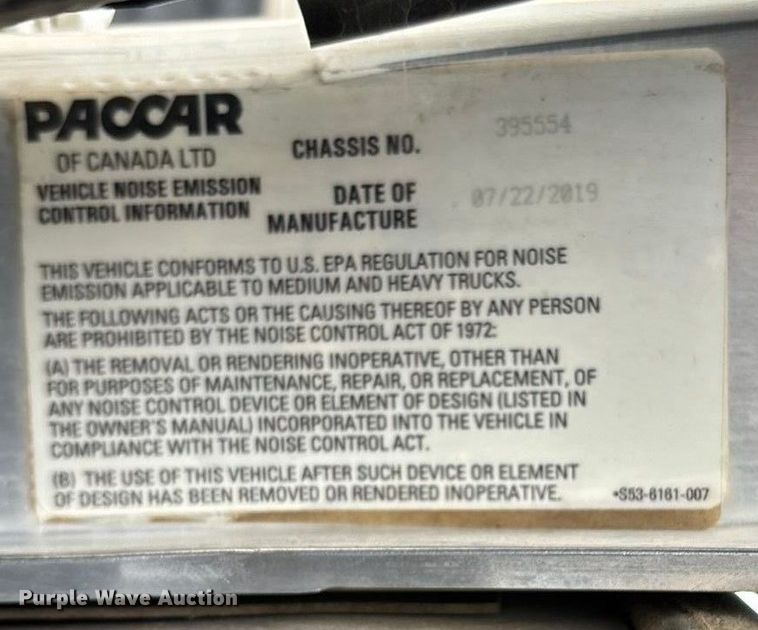 PACCAR
OF CANADA LTD
VEHICLE NOISE EMISSION
CONTROL INFORMATION
CHASSIS NO. 395554
DATE OF
MANUFACTURE 07/22/2019
THIS VEHICLE CONFORMS TO U.S. EPA REGULATION FOR NOISE
EMISSION APPLICABLE TO MEDIUM AND HEAVY TRUCKS.
THE FOLLOWING ACTS OR THE CAUSING THEREOF BY ANY PERSON
ARE PROHIBITED BY THE NOISE CONTROL ACT OF 1972:
(A) THE REMOVAL OR RENDERING INOPERATIVE, OTHER THAN
FOR PURPOSES OF MAINTENANCE, REPAIR, OR REPLACEMENT, OF
ANY NOISE CONTROL DEVICE OR ELEMENT OF DESIGN (LISTED IN
THE OWNER'S MANUAL) INCORPORATED INTO THE VEHICLE IN
COMPLIANCE WITH THE NOISE CONTROL ACT.
(B) THE USE OF THIS VEHICLE AFTER SUCH DEVICE OR ELEMENT
OF DESIGN HAS BEEN REMOVED OR RENDERED INOPERATIVE.
•S53-6161-007
Purple Wave Auction